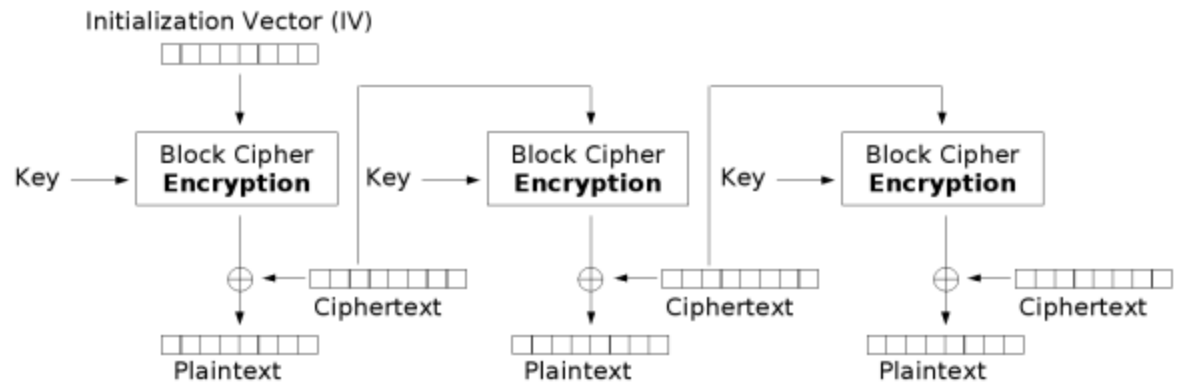 Initialization Vector (IV)
Key
Block Cipher
Encryption
Key
Block Cipher
Encryption
Key
Block Cipher
Encryption
Ciphertext
Ciphertext
Ciphertext
Plaintext
Plaintext
Plaintext